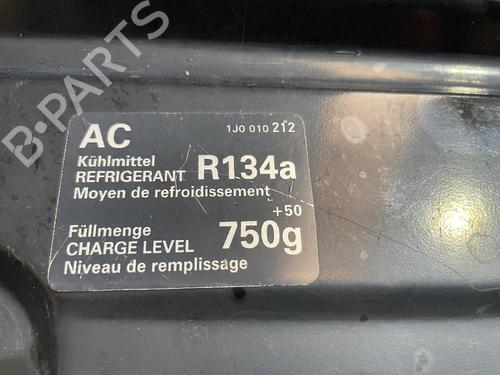 B-PARTS
AC
1J0 010 212
Kühlmittel
REFRIGERANT R134a
Moyen de refroidissement
+50
Füllmenge
CHARGE LEVEL 750g
Niveau de remplissage